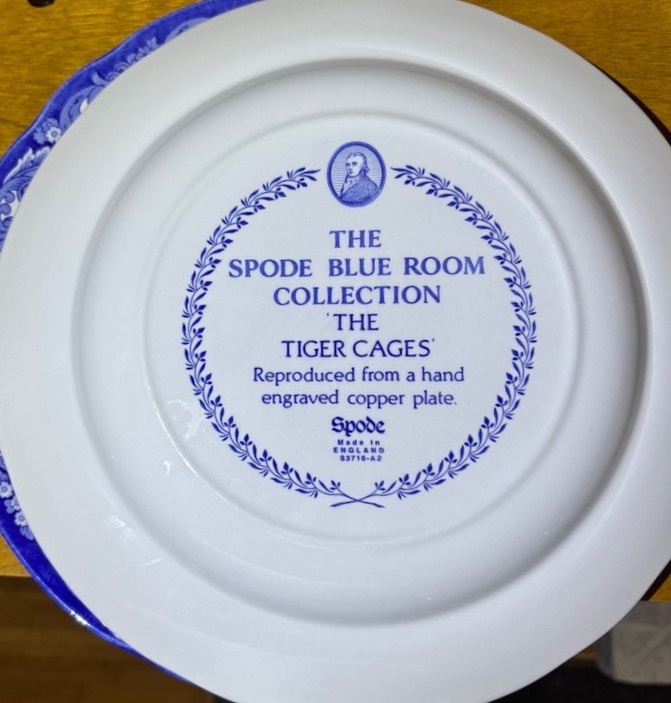 THE
SPODE BLUE ROOM
COLLECTION
'THE
TIGER CAGES'
Reproduced from a hand
engraved copper plate.
Spode
Made in
ENGLAND
S3716-A2